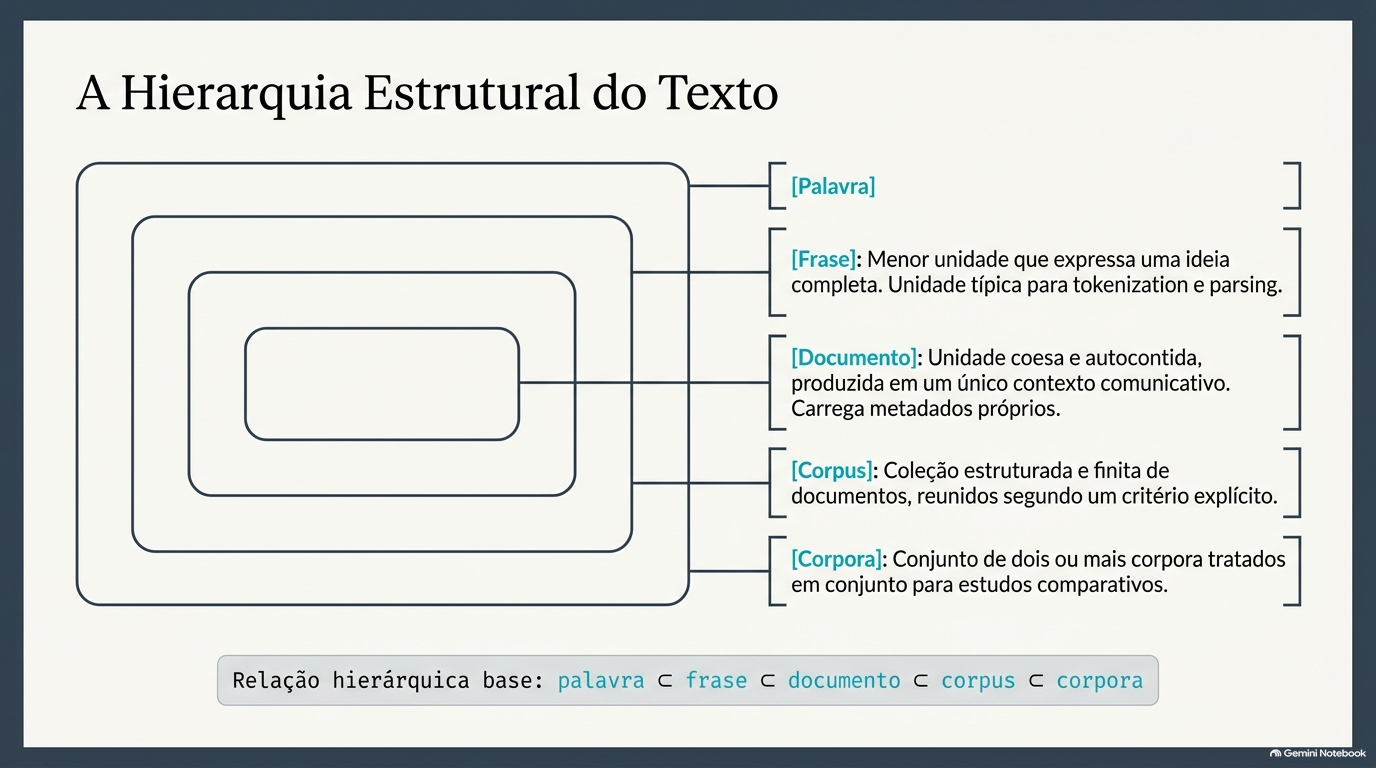 A Hierarquia Estrutural do Texto
[Palavra]
[Frase]: Menor unidade que expressa uma ideia
completa. Unidade típica para tokenization e parsing.
[Documento]: Unidade coesa e autocontida,
produzida em um único contexto comunicativo.
Carrega metadados próprios.
[Corpus]: Coleção estruturada e finita de
documentos, reunidos segundo um critério explícito.
[Corpora]: Conjunto de dois ou mais corpora tratados
em conjunto para estudos comparativos.
Relação hierárquica base: palavra ⊂ frase ⊂ documento ⊂ corpus ⊂ corpora
Gemini Notebook